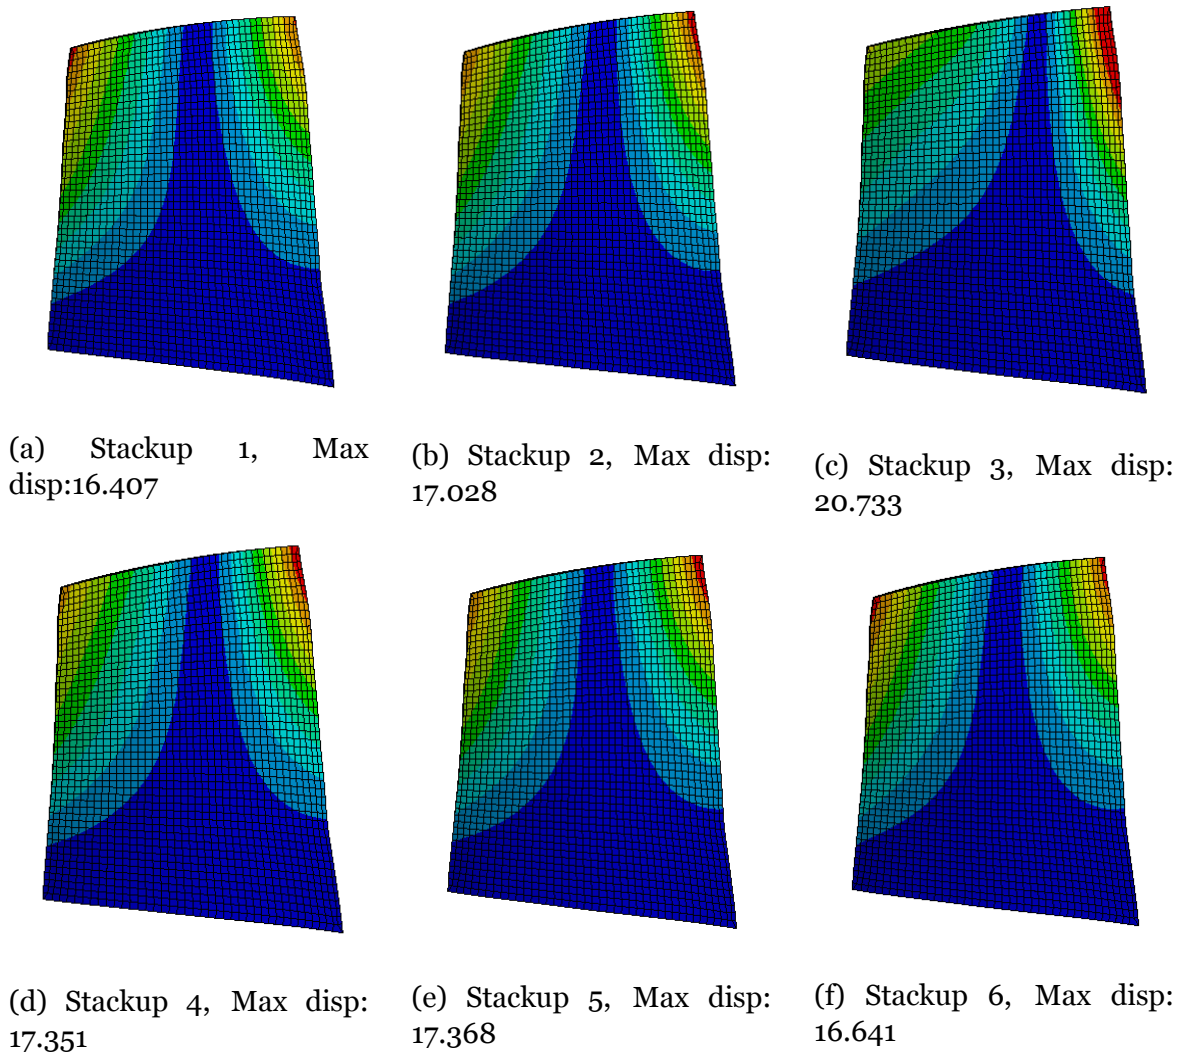 (a) Stackup 1, Max
disp:16.407
(b) Stackup 2, Max disp:
17.028
(c) Stackup 3, Max disp:
20.733
(d) Stackup 4, Max disp:
17.351
(e) Stackup 5, Max disp:
17.368
(f) Stackup 6, Max disp:
16.641